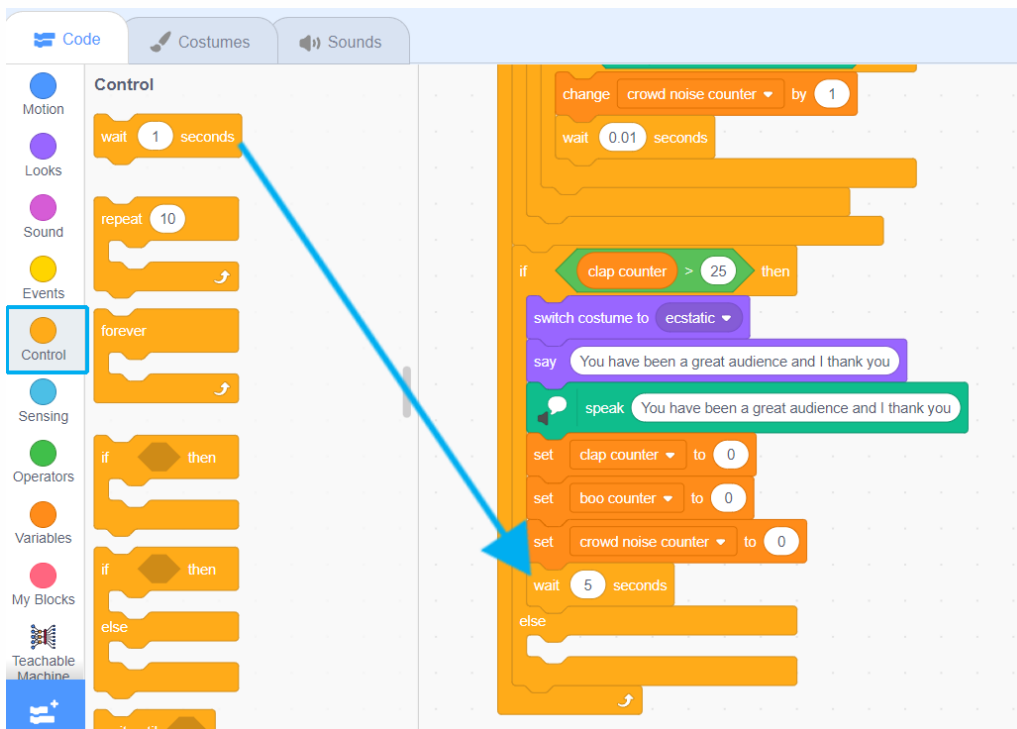 Code
Costumes
Sounds
Motion
Looks
Sound
Events
Control
Sensing
Operators
Variables
My Blocks
Teachable
Machine
Control
wait 1 seconds
repeat 10
forever
if then
if then
else
change crowd noise counter by 1
wait 0.01 seconds
if clap counter > 25 then
switch costume to ecstatic
say You have been a great audience and I thank you
speak You have been a great audience and I thank you
set clap counter to 0
set boo counter to 0
set crowd noise counter to 0
wait 5 seconds
else